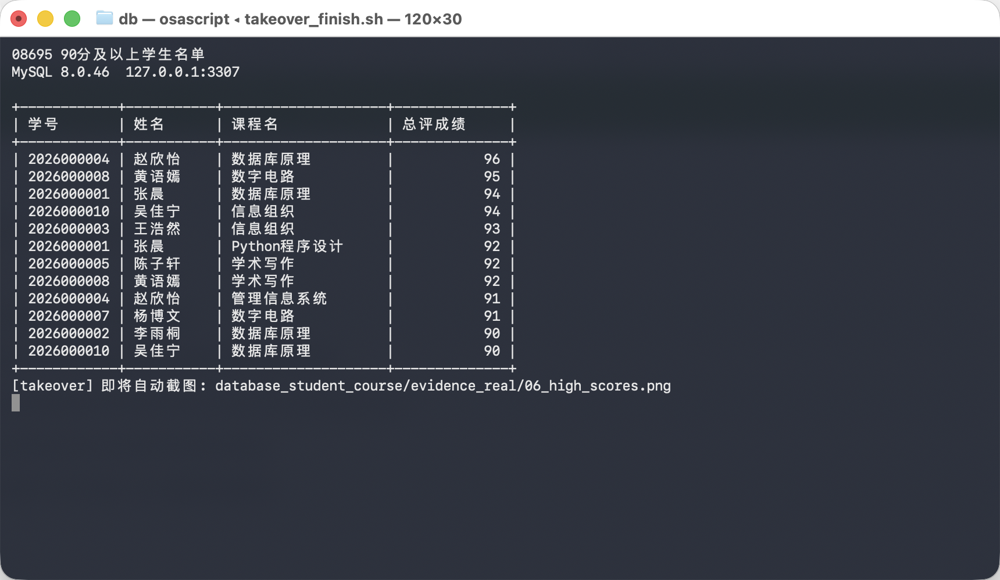 db — osascript ◂ takeover_finish.sh — 120×30
08695 90分及以上学生名单
MySQL 8.0.46  127.0.0.1:3307
+------------+-----------+--------------------+--------------+
| 学号       | 姓名      | 课程名             | 总评成绩     |
+------------+-----------+--------------------+--------------+
| 2026000004 | 赵欣怡    | 数据库原理         |           96 |
| 2026000008 | 黄语嫣    | 数字电路           |           95 |
| 2026000001 | 张晨      | 数据库原理         |           94 |
| 2026000010 | 吴佳宁    | 信息组织           |           94 |
| 2026000003 | 王浩然    | 信息组织           |           93 |
| 2026000001 | 张晨      | Python程序设计     |           92 |
| 2026000005 | 陈子轩    | 学术写作           |           92 |
| 2026000008 | 黄语嫣    | 学术写作           |           92 |
| 2026000004 | 赵欣怡    | 管理信息系统       |           91 |
| 2026000007 | 杨博文    | 数字电路           |           91 |
| 2026000002 | 李雨桐    | 数据库原理         |           90 |
| 2026000010 | 吴佳宁    | 数据库原理         |           90 |
+------------+-----------+--------------------+--------------+
[takeover] 即将自动截图: database_student_course/evidence_real/06_high_scores.png